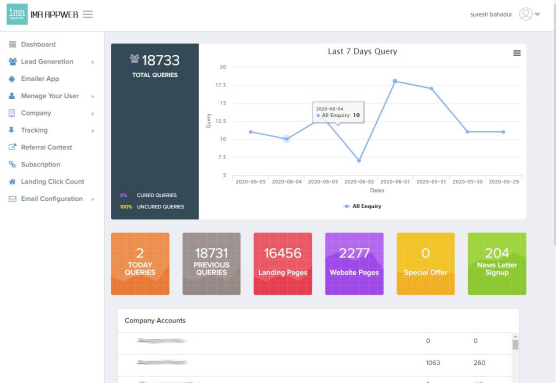 ima
appweb
IMA APPWEB
suresh bahadur
Dashboard
Lead Generetion
Emailer App
Manage Your User
Company
Tracking
Referral Contest
Subscription
Landing Click Count
Email Configuration
18733
TOTAL QUERIES
0% CURED QUERIES
100% UNCURED QUERIES
Last 7 Days Query
Query
20
17.5
15
12.5
10
7.5
5
2020-06-04
All Enquiry: 10
2020-06-05 2020-06-04 2020-06-03 2020-06-02 2020-06-01 2020-05-31 2020-05-30 2020-05-29
Dates
All Enquiry
2
TODAY
QUERIES
18731
PREVIOUS
QUERIES
16456
Landing Pages
2277
Website Pages
0
Special Offer
204
News Letter
Signup
Company Accounts
0 0
1063 260